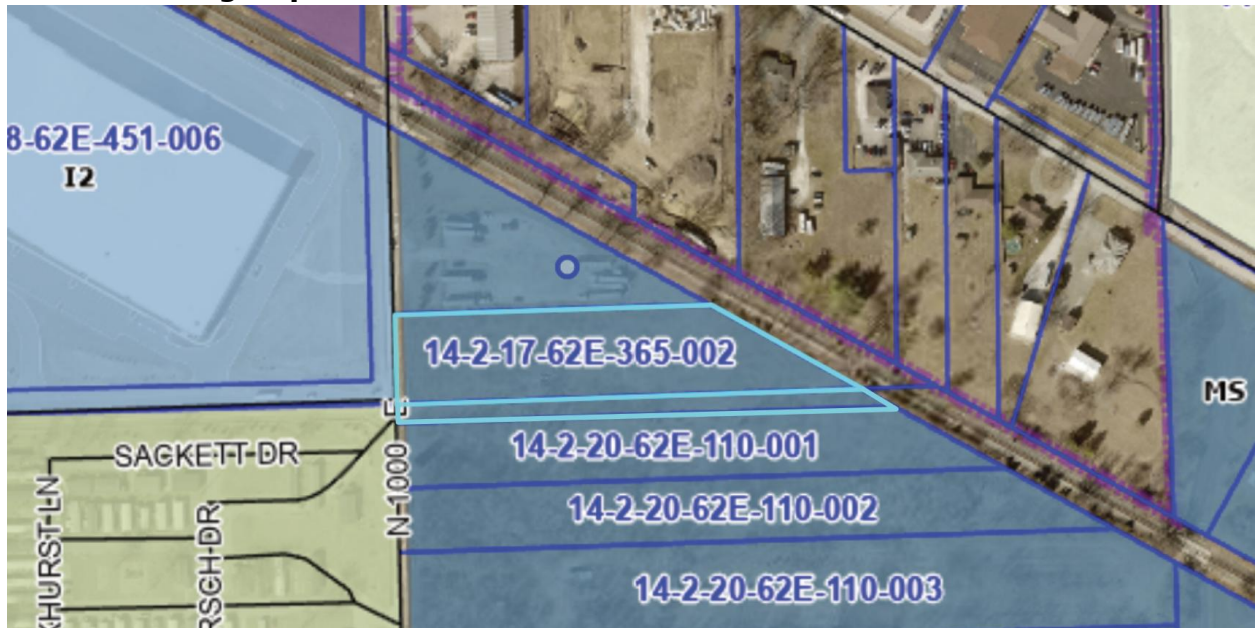 8-62E-451-006
I2
14-2-17-62E-365-002
MS
E
N 1000
SACKETT DR
14-2-20-62E-110-001
14-2-20-62E-110-002
14-2-20-62E-110-003
KHURST LN
RSCH DR